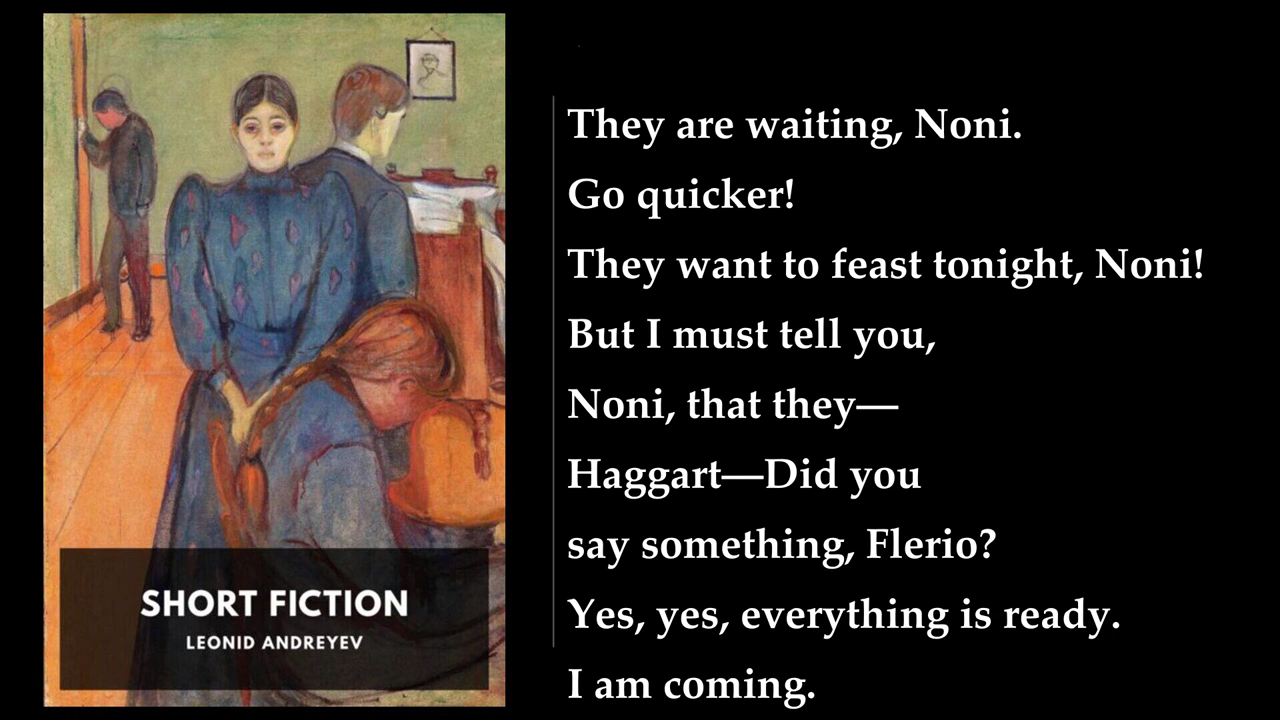 SHORT FICTION
LEONID ANDREYEV
They are waiting, Noni.
Go quicker!
They want to feast tonight, Noni!
But I must tell you,
Noni, that they—
Haggart—Did you
say something, Flerio?
Yes, yes, everything is ready.
I am coming.